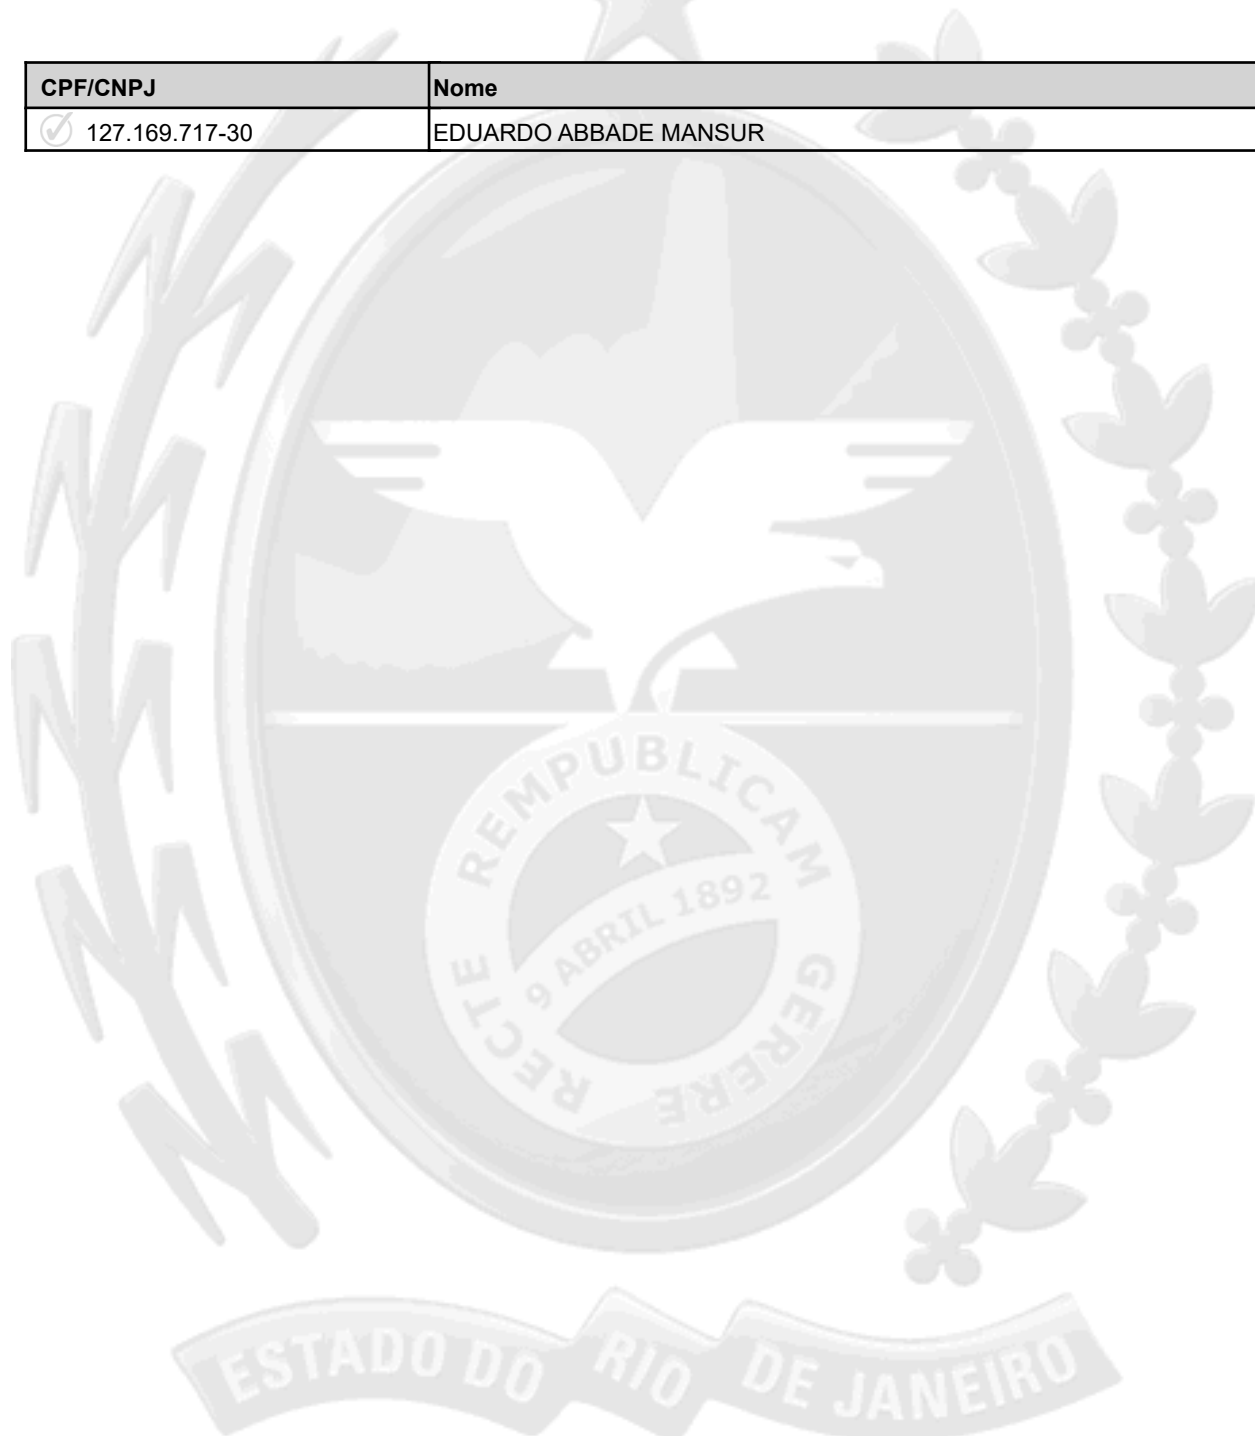 CPF/CNPJ Nome
127.169.717-30 EDUARDO ABBADE MANSUR
REMPUBLICAM
9 ABRIL 1892
RECTE GERERE
ESTADO DO RIO DE JANEIRO